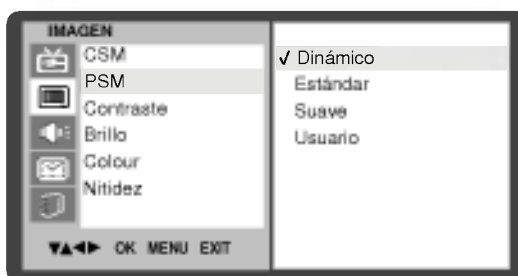 IMAGEN
CSM
PSM
Contraste
Brillo
Colour
Nitidez
▼▲◀▶ OK MENU EXIT
✓ Dinámico
Estándar
Suave
Usuario